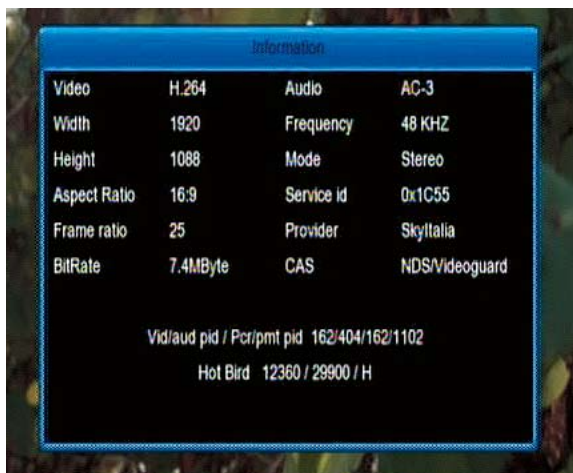 Information
Video H.264 Audio AC-3
Width 1920 Frequency 48 KHZ
Height 1088 Mode Stereo
Aspect Ratio 16:9 Service id 0x1C55
Frame ratio 25 Provider SkyItalia
BitRate 7.4MByte CAS NDS/Videoguard
Vid/aud pid / Pcr/pmt pid 162/404/162/1102
Hot Bird 12360 / 29900 / H